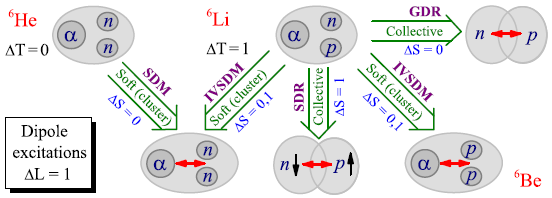 ⁶He
ΔT = 0
α
n
n
⁶Li
ΔT = 1
α
n
p
GDR
Collective
ΔS = 0
n
p
SDM
Soft (cluster)
ΔS = 0
IVSDM
Soft (cluster)
ΔS = 0,1
SDR
Collective
ΔS = 1
IVSDM
Soft (cluster)
ΔS = 0,1
Dipole
excitations
ΔL = 1
α
n
n
n
p
α
p
p
⁶Be